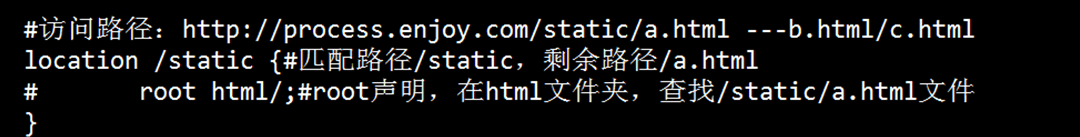 #访问路径：http://process.enjoy.com/static/a.html ---b.html/c.html
location /static {#匹配路径/static，剩余路径/a.html
#       root html/;#root声明，在html文件夹，查找/static/a.html文件
}